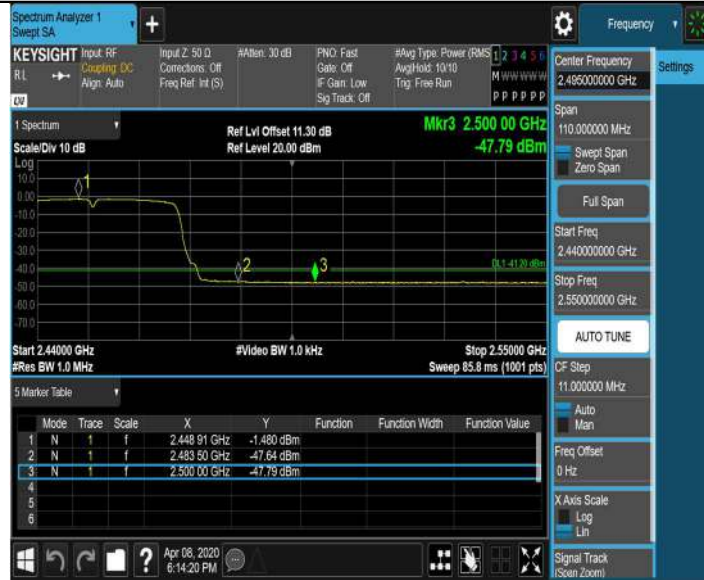 Spectrum Analyzer 1
Swept SA
+
Frequency
KEYSIGHT
Input: RF
Coupling: DC
Align: Auto
Input Z: 50 Ω
Corrections: Off
Freq Ref: Int (S)
#Atten: 30 dB
PNO: Fast
Gate: Off
IF Gain: Low
Sig Track: Off
#Avg Type: Power (RMS
Avg|Hold: 10/10
Trig: Free Run
1 2 3 4 5 6
M W W W W W
P P P P P P
RL
Center Frequency
2.495000000 GHz
Settings
Span
110.000000 MHz
Swept Span
Zero Span
Full Span
Start Freq
2.440000000 GHz
Stop Freq
2.550000000 GHz
AUTO TUNE
CF Step
11.000000 MHz
Auto
Man
Freq Offset
0 Hz
X Axis Scale
Log
Lin
Signal Track
(Span Zoom)
1 Spectrum
Scale/Div 10 dB
Ref Lvl Offset 11.30 dB
Ref Level 20.00 dBm
Mkr3 2.500 00 GHz
-47.79 dBm
Log
10.0
0.00
-10.0
-20.0
-30.0
-40.0
-50.0
-60.0
-70.0
1
2
3
DL1 -41.20 dBm
Start 2.44000 GHz
#Video BW 1.0 kHz
Stop 2.55000 GHz
#Res BW 1.0 MHz
Sweep 85.8 ms (1001 pts)
5 Marker Table
Mode Trace Scale X Y Function Function Width Function Value
1 N 1 f 2.448 91 GHz -1.480 dBm
2 N 1 f 2.483 50 GHz -47.64 dBm
3 N 1 f 2.500 00 GHz -47.79 dBm
4
5
6
?
Apr 08, 2020
6:14:20 PM